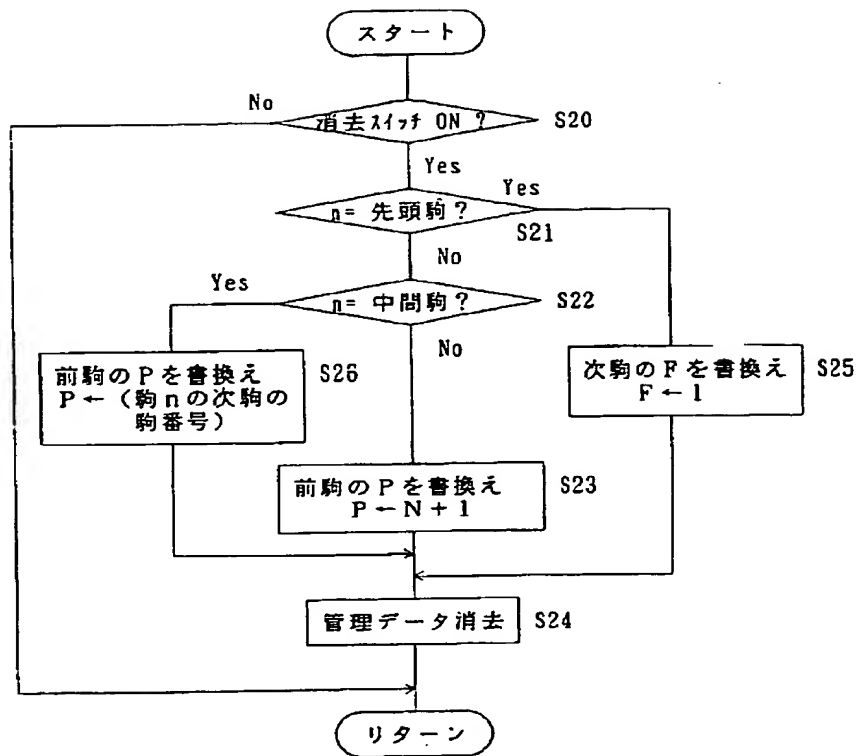 スタート
No
消去スイッチ ON ?
S20
Yes
Yes
n= 先頭駒?
S21
No
Yes
n= 中間駒?
S22
No
前駒のPを書換え
P←(駒nの次駒の
駒番号)
S26
次駒のFを書換え
F←1
S25
前駒のPを書換え
P←N+1
S23
管理データ消去
S24
リターン